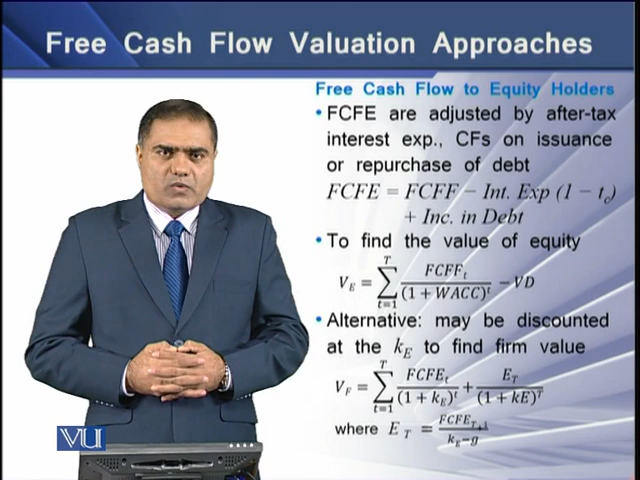 Free Cash Flow Valuation Approaches
Free Cash Flow to Equity Holders
• FCFE are adjusted by after-tax
interest exp., CFs on issuance
or repurchase of debt
FCFE = FCFF − Int. Exp (1 − t_c)
+ Inc. in Debt
• To find the value of equity
V_E = ∑_{t=1}^{T} FCFF_t / (1 + WACC)^t − VD
• Alternative: may be discounted
at the k_E to find firm value
V_F = ∑_{t=1}^{T} FCFE_t / (1 + k_E)^t + E_T / (1 + kE)^T
where E_T = FCFE_{T+1} / k_E−g
VU